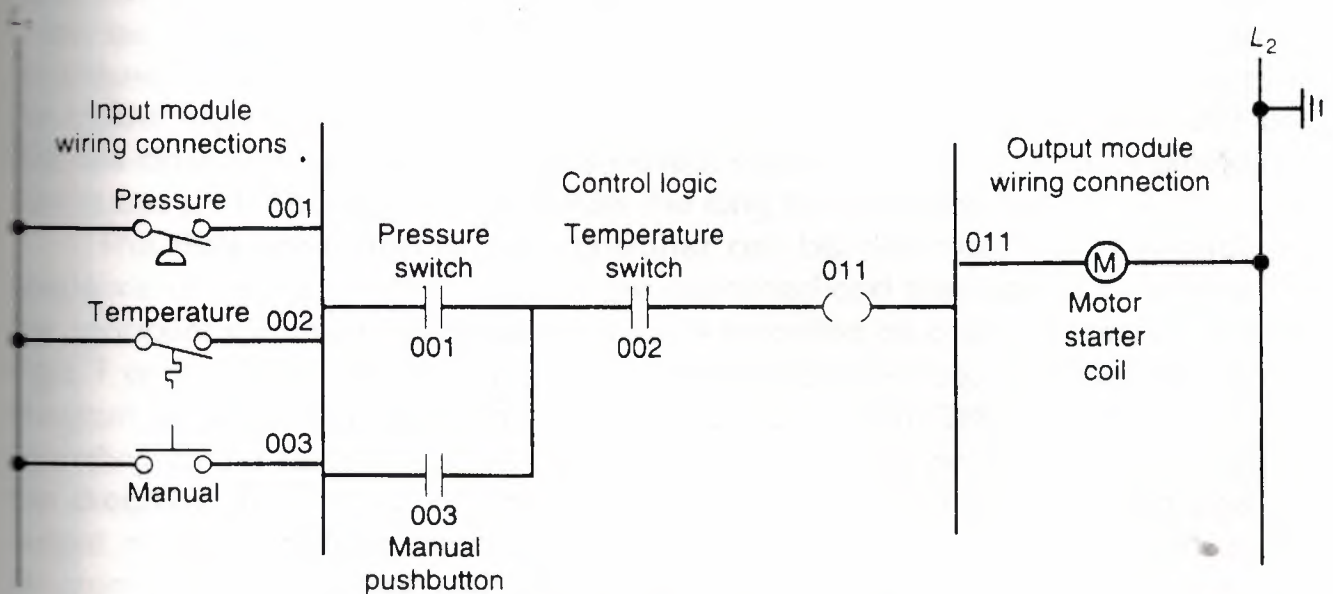 L2
Input module
wiring connections
Output module
wiring connection
Control logic
Pressure
001
Pressure
switch
Temperature
switch
011
011
M
Motor
starter
coil
Temperature
002
001
002
003
Manual
003
Manual
pushbutton